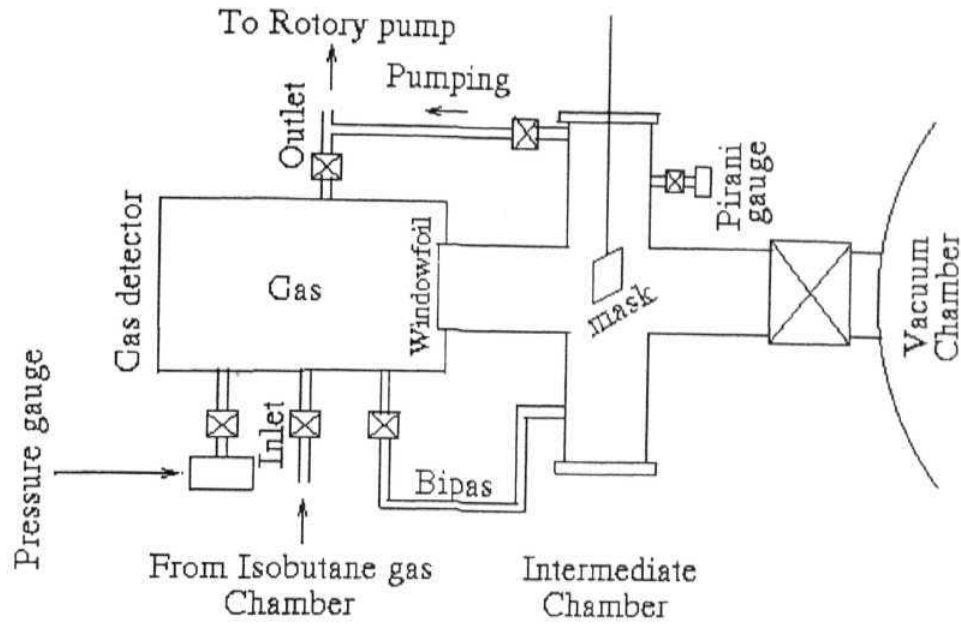 To Rotory pump
Pumping
Outlet
Pirani
gauge
Gas detector
Gas
Windowfoil
mask
Vacuum
Chamber
Pressure gauge
Inlet
Bipas
From Isobutane gas
Chamber
Intermediate
Chamber